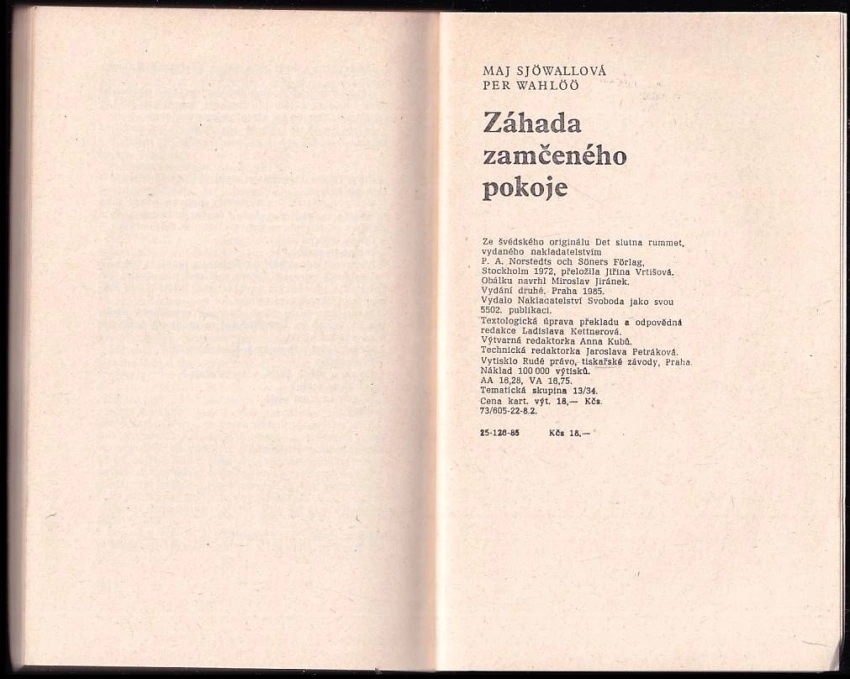 MAJ SJÖWALLOVÁ
PER WAHLÖÖ
Záhada
zamčeného
pokoje
Ze švédského originálu Det slutna rummet,
vydaného nakladatelstvím
P. A. Norstedts och Söners Förlag,
Stockholm 1972, přeložila Jiřina Vrtišová.
Obálku navrhl Miroslav Jiránek.
Vydání druhé. Praha 1985.
Vydalo Nakladatelství Svoboda jako svou
5502. publikaci.
Textologická úprava překladu a odpovědná
redakce Ladislava Kettnerová.
Výtvarná redaktorka Anna Kubů.
Technická redaktorka Jaroslava Petráková.
Vytisklo Rudé právo, tiskařské závody, Praha.
Náklad 100 000 výtisků.
AA 16,28, VA 16,75.
Tematická skupina 13/34.
Cena kart. výt. 18,— Kčs.
73/605-22-8.2.
25-126-85 Kčs 18,—